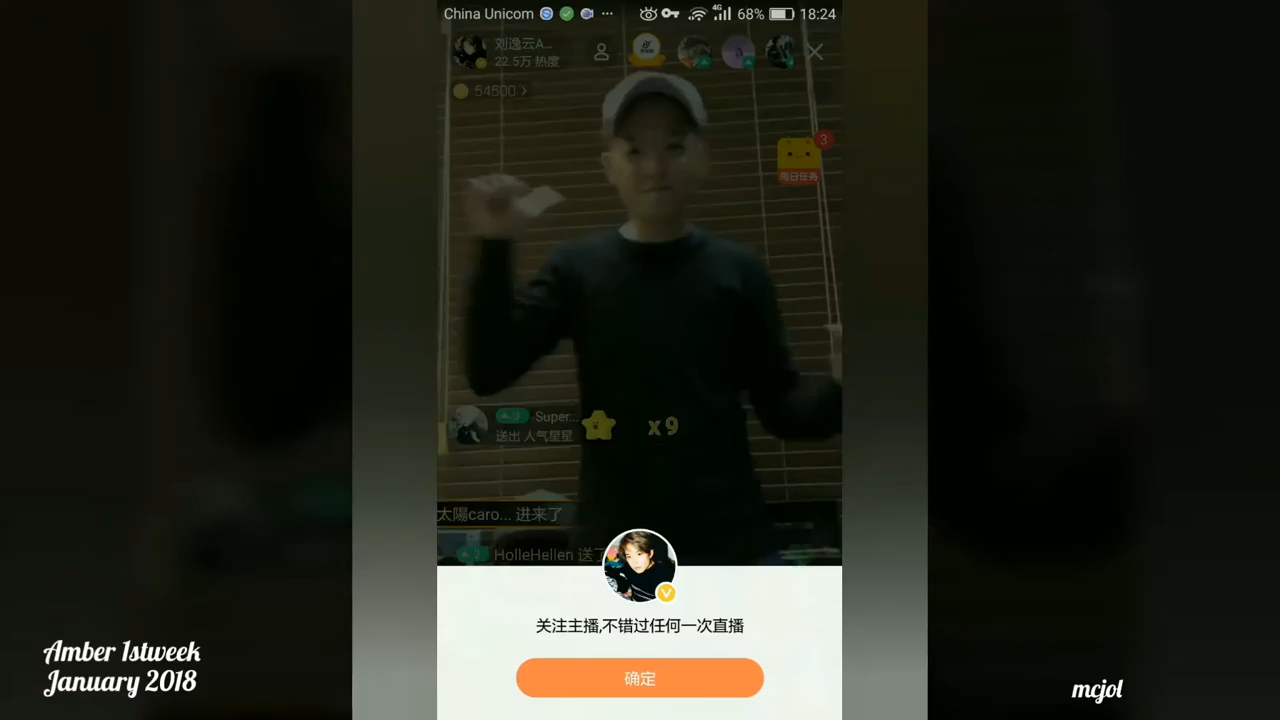 China Unicom ... 4G 68% 18:24
刘逸云A...
22.5万 热度
54500 >
3
每日任务
Super...
送出 人气星星
x9
太陽caro... 进来了
HolleHellen 送了
关注主播,不错过任何一次直播
确定
Amber 1stweek
January 2018
mcjol